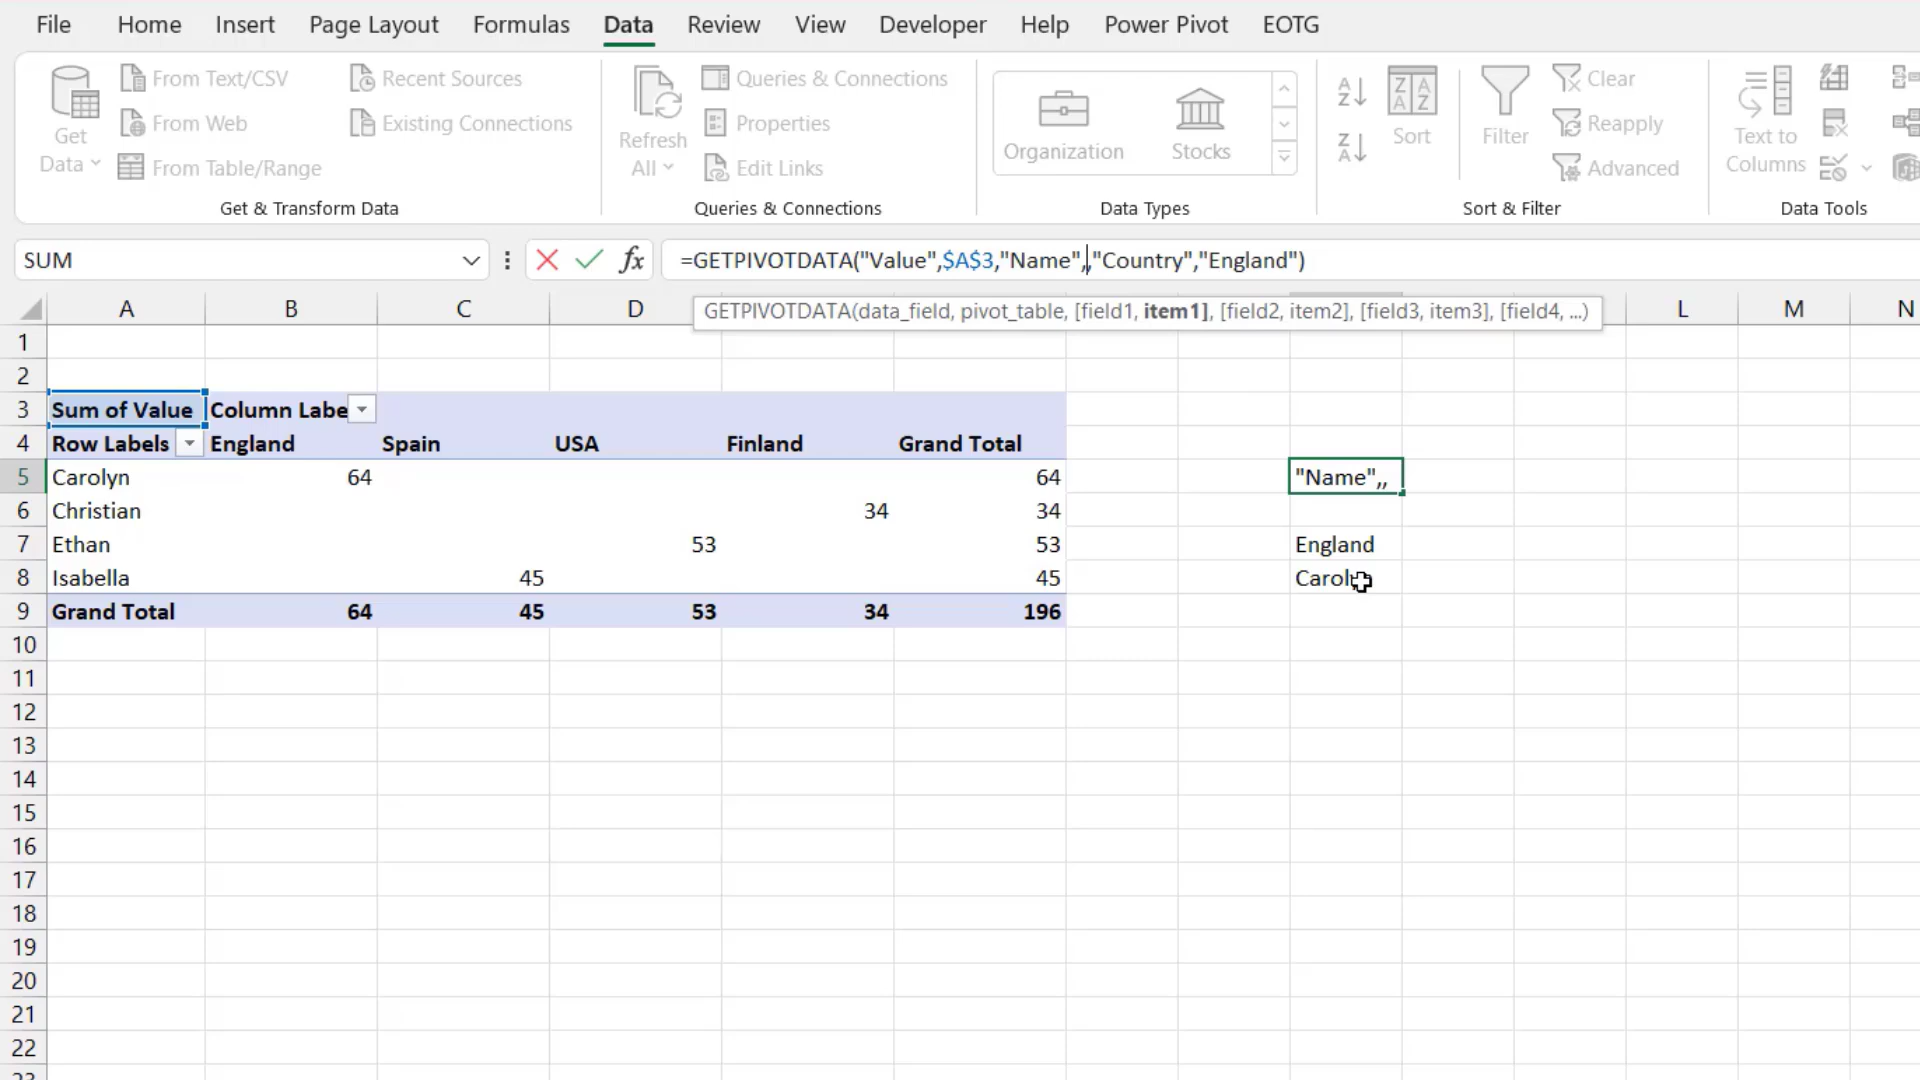 File Home Insert Page Layout Formulas Data Review View Developer Help Power Pivot EOTG
Get Data
From Text/CSV
From Web
From Table/Range
Recent Sources
Existing Connections
Get & Transform Data
Refresh All
Queries & Connections
Properties
Edit Links
Queries & Connections
Organization Stocks
Data Types
A Z
Z A
Z A A Z
Sort
Filter
Clear
Reapply
Advanced
Sort & Filter
Text to Columns
Data Tools
SUM fx =GETPIVOTDATA("Value",$A$3,"Name",,"Country","England")
GETPIVOTDATA(data_field, pivot_table, [field1, item1], [field2, item2], [field3, item3], [field4, ...)
A B C D L M N
1
2
3 Sum of Value Column Labe
4 Row Labels England Spain USA Finland Grand Total
5 Carolyn 64 64 "Name",,
6 Christian 34 34
7 Ethan 53 53 England
8 Isabella 45 45
9 Grand Total 64 45 53 34 196
10
11
12
13
14
15
16
17
18
19
20
21
22